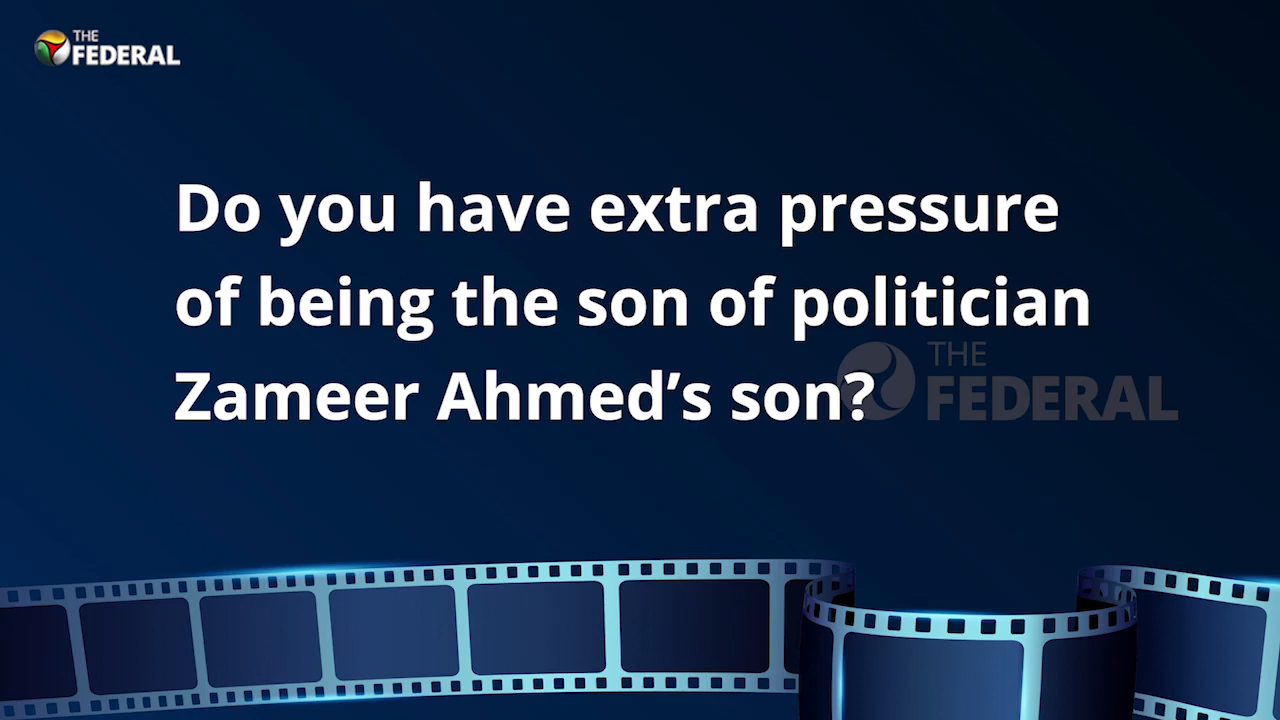 THE
FEDERAL
Do you have extra pressure
of being the son of politician
Zameer Ahmed’s son?
THE
FEDERAL